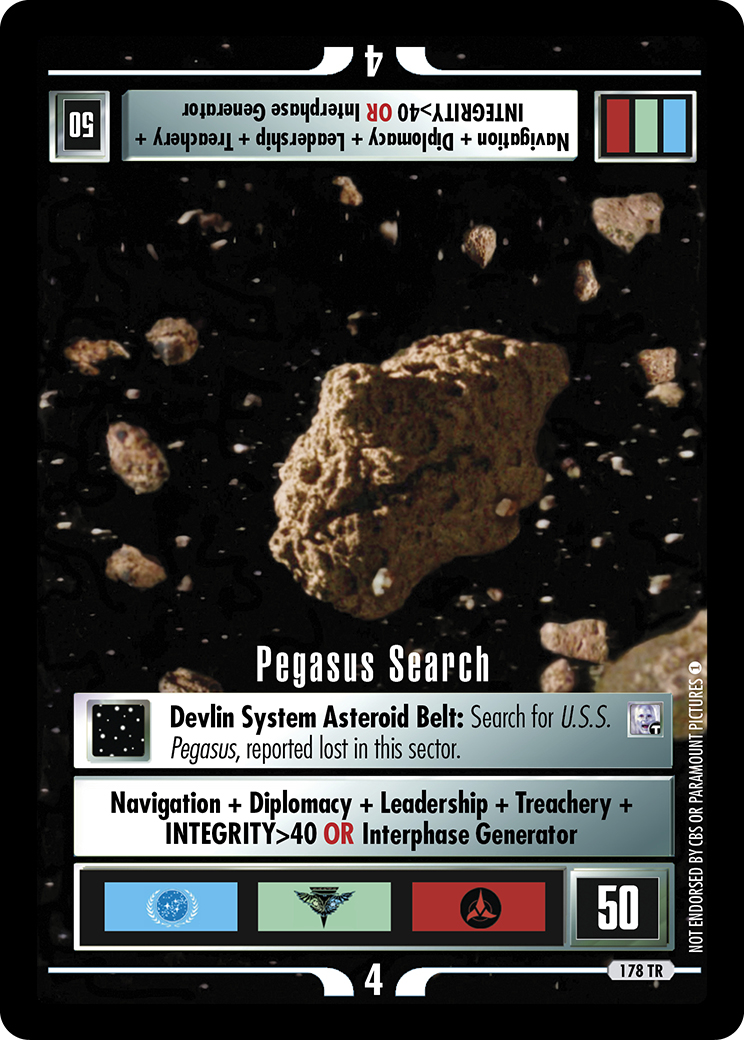 4
50
Navigation + Diplomacy + Leadership + Treachery +
INTEGRITY>40 OR Interphase Generator
Pegasus Search
Devlin System Asteroid Belt: Search for U.S.S.
Pegasus, reported lost in this sector.
T
Navigation + Diplomacy + Leadership + Treachery +
INTEGRITY>40 OR Interphase Generator
50
4
178 TR
NOT ENDORSED BY CBS OR PARAMOUNT PICTURES 1